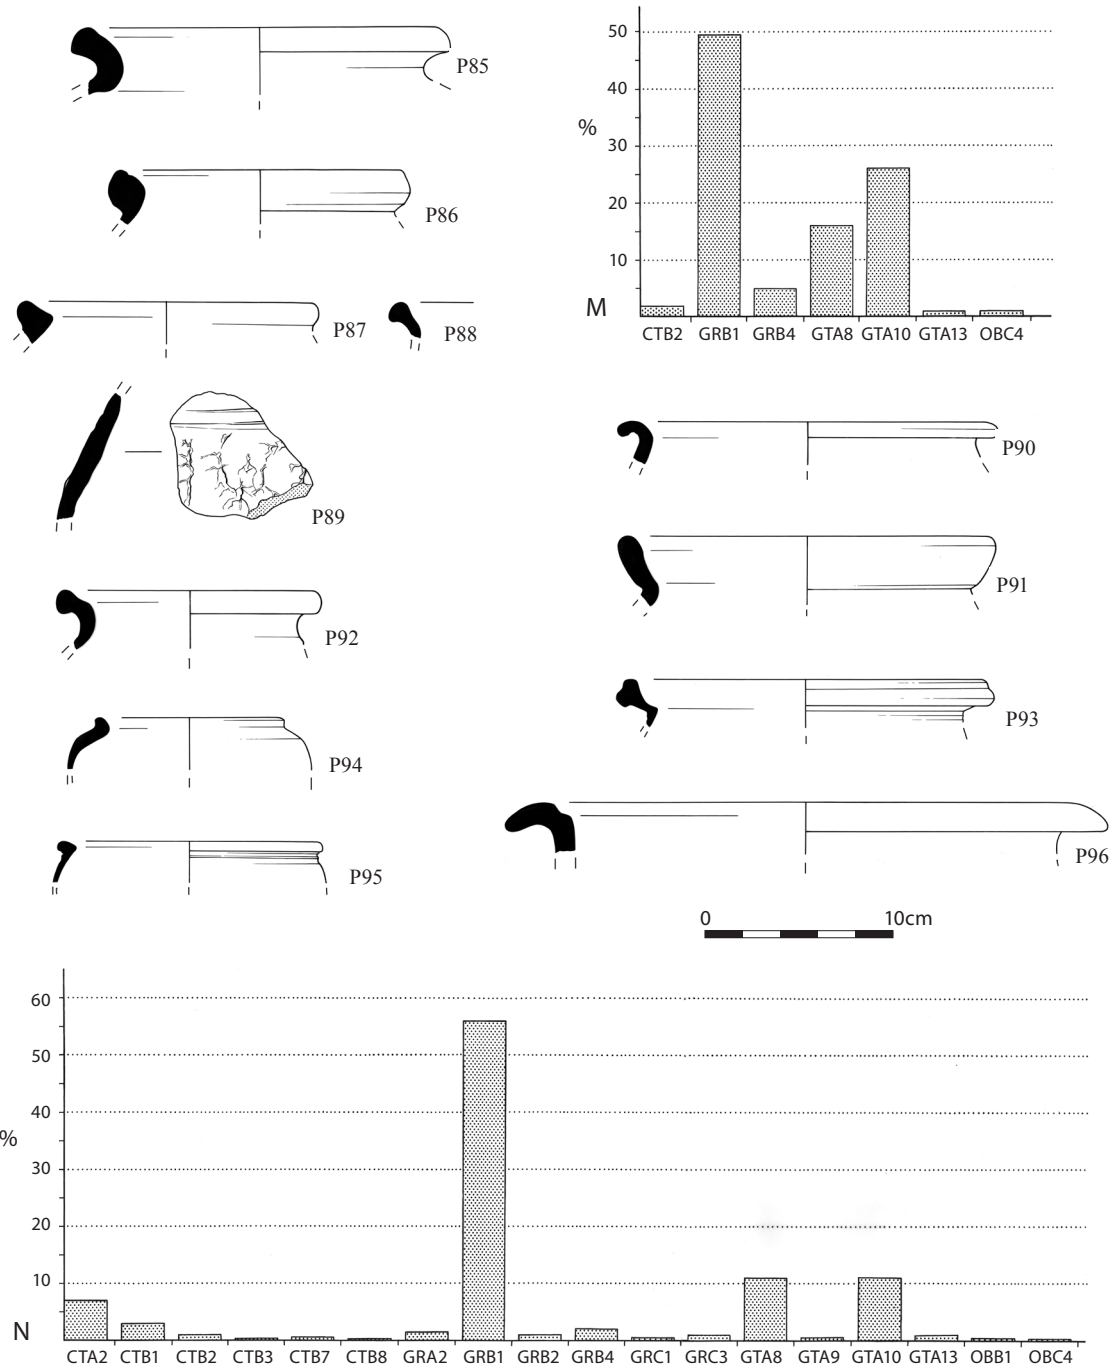 P85
P86
P87
P88
P89
P92
P94
P95
50
40
30
20
10
%
M
CTB2 GRB1 GRB4 GTA8 GTA10 GTA13 OBC4
P90
P91
P93
P96
0 10cm
60
50
40
30
20
10
%
N
CTA2 CTB1 CTB2 CTB3 CTB7 CTB8 GRA2 GRB1 GRB2 GRB4 GRC1 GRC3 GTA8 GTA9 GTA10 GTA13 OBB1 OBC4